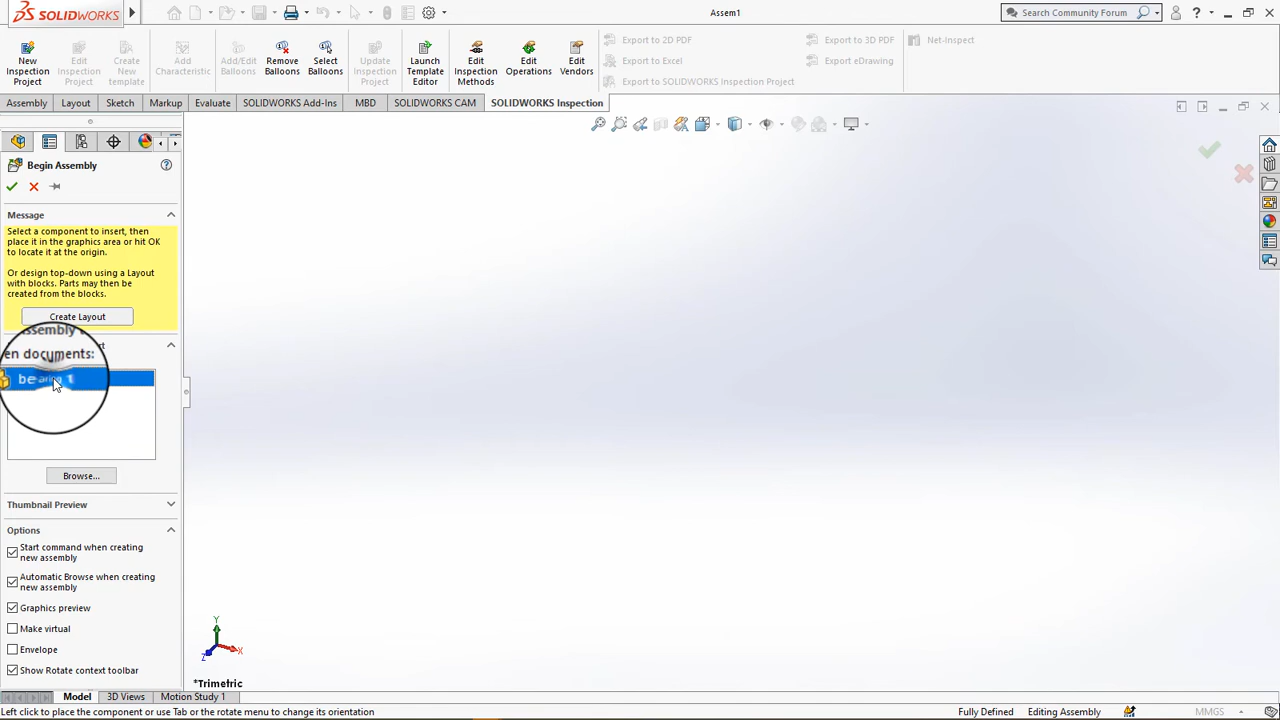 SOLIDWORKS
Assem1
Search Community Forum
New Inspection Project
Edit Inspection Project
Create New template
Add Characteristic
Add/Edit Balloons
Remove Balloons
Select Balloons
Update Inspection Project
Launch Template Editor
Edit Inspection Methods
Edit Operations
Edit Vendors
Export to 2D PDF
Export to Excel
Export to SOLIDWORKS Inspection Project
Export to 3D PDF
Export eDrawing
Net-Inspect
Assembly
Layout
Sketch
Markup
Evaluate
SOLIDWORKS Add-Ins
MBD
SOLIDWORKS CAM
SOLIDWORKS Inspection
Begin Assembly
Message
Select a component to insert, then
place it in the graphics area or hit OK
to locate it at the origin.
Or design top-down using a Layout
with blocks. Parts may then be
created from the blocks.
Create Layout
documents:
Browse...
Thumbnail Preview
Options
Start command when creating
new assembly
Automatic Browse when creating
new assembly
Graphics preview
Make virtual
Envelope
Show Rotate context toolbar
Y
X
Z
*Trimetric
Model
3D Views
Motion Study 1
Left click to place the component or use Tab or the rotate menu to change its orientation
Fully Defined
Editing Assembly
MMGS